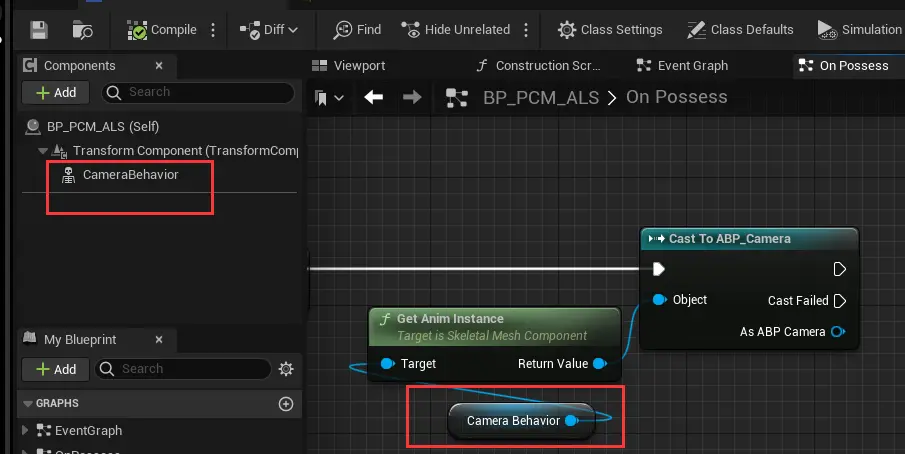 Compile
Diff
Find
Hide Unrelated
Class Settings
Class Defaults
Simulation
Components
Viewport
Construction Scr...
Event Graph
On Possess
Add
Search
BP_PCM_ALS > On Possess
BP_PCM_ALS (Self)
Transform Component (TransformComp
CameraBehavior
Cast To ABP_Camera
Object
Cast Failed
As ABP Camera
Get Anim Instance
Target is Skeletal Mesh Component
Target
Return Value
Camera Behavior
My Blueprint
Add
Search
GRAPHS
EventGraph